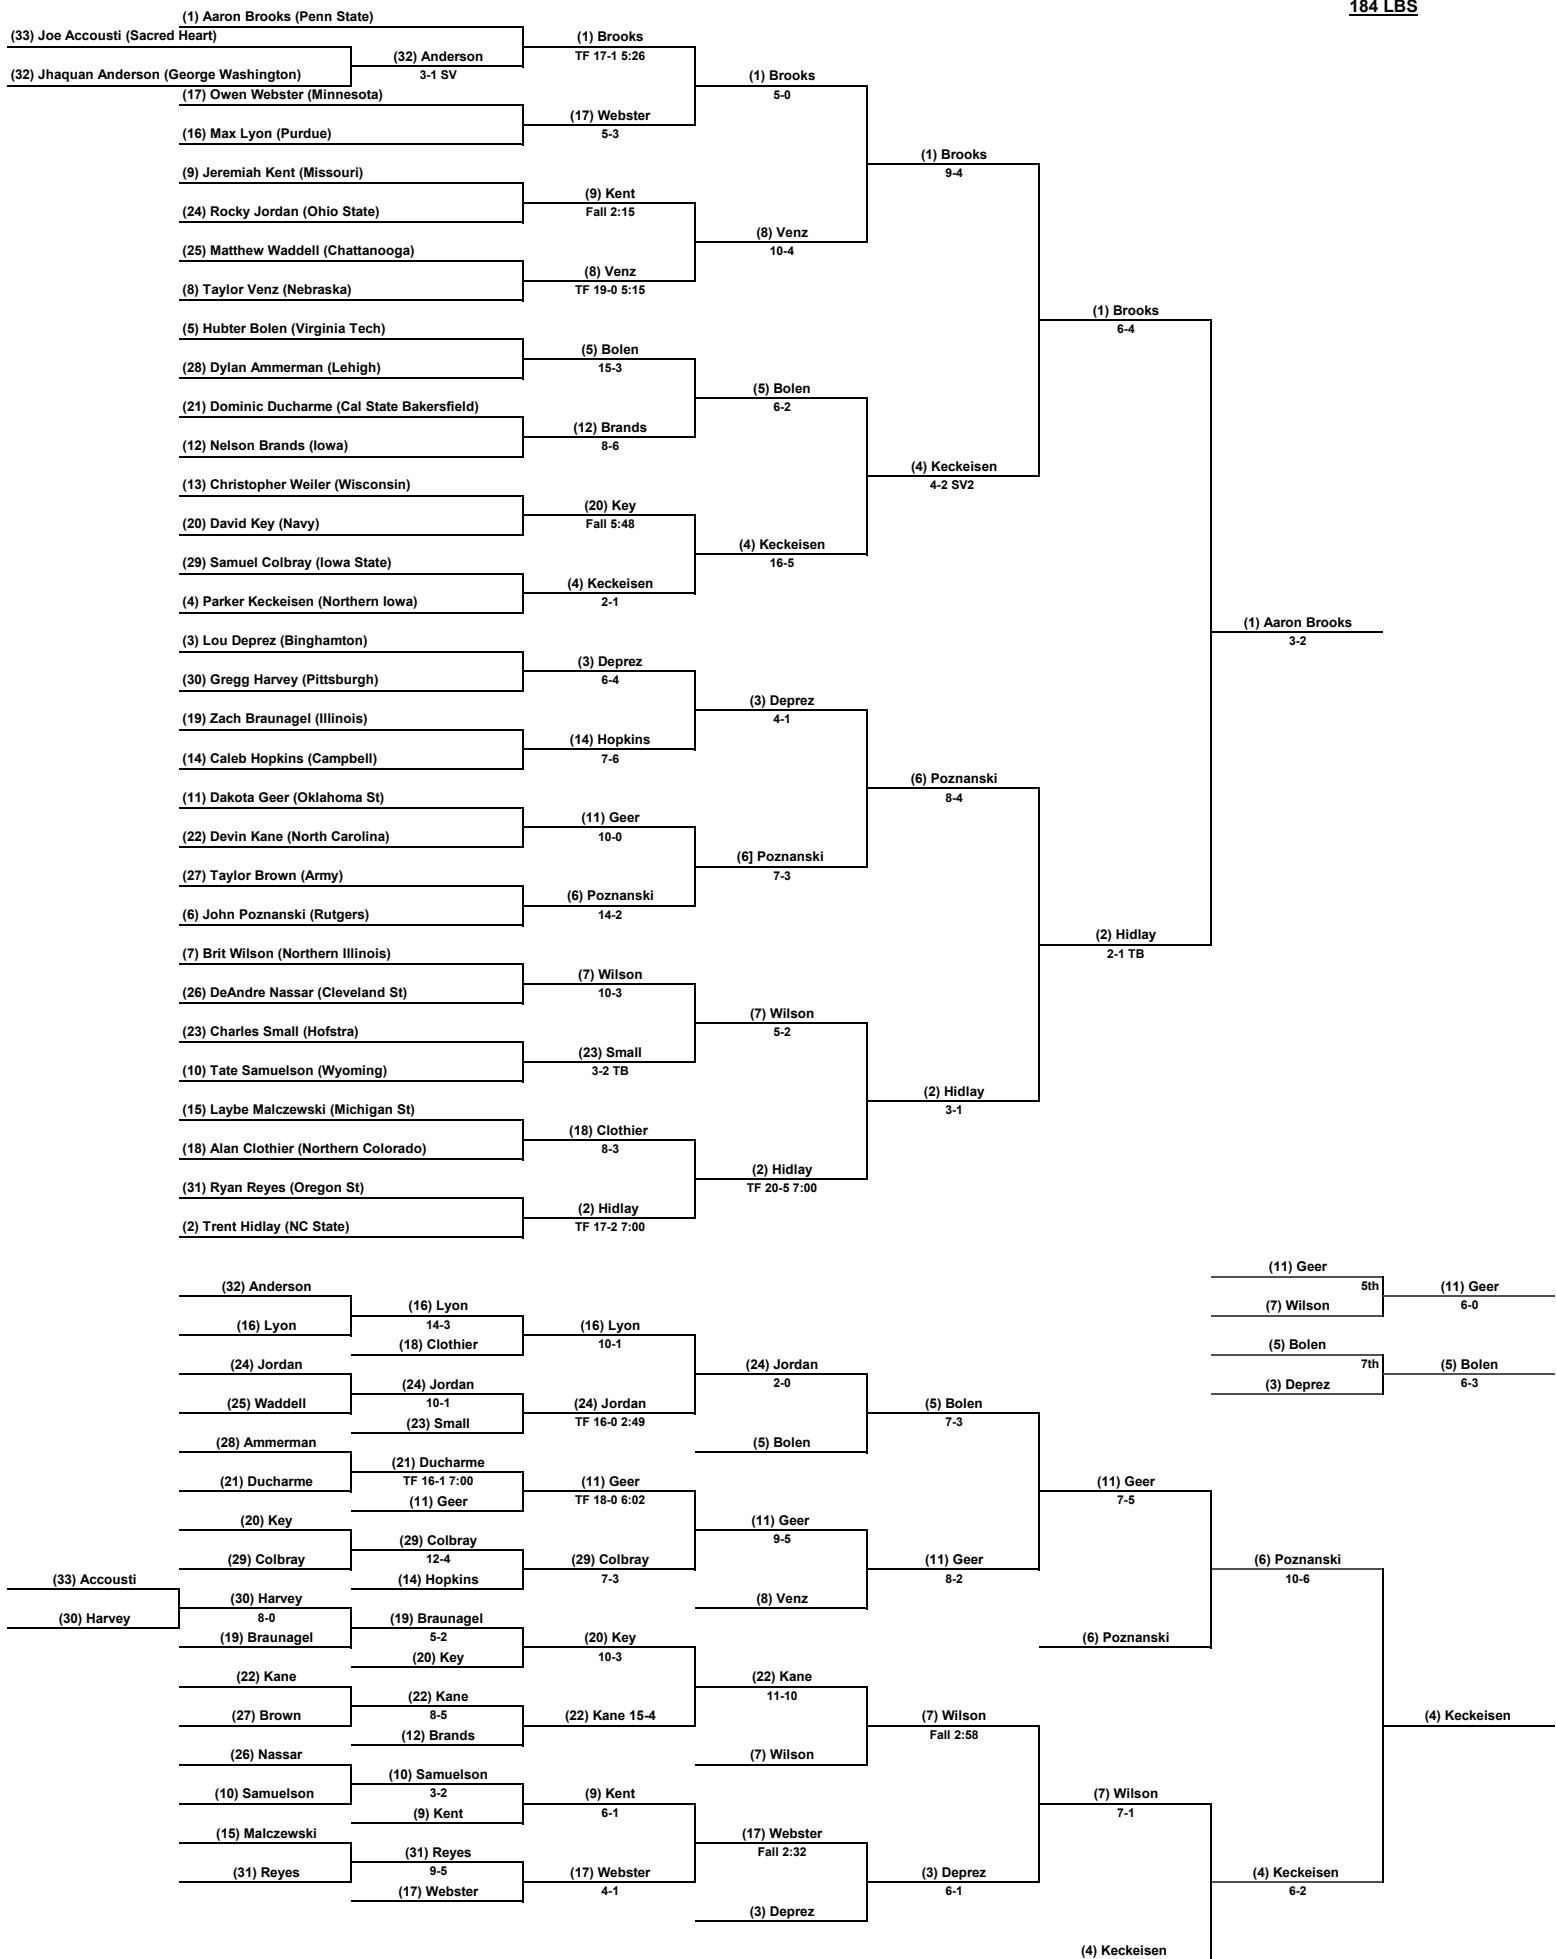 184 LBS
(1) Aaron Brooks (Penn State)
(33) Joe Accousti (Sacred Heart)
(1) Brooks
(32) Anderson
TF 17-1 5:26
(32) Jhaquan Anderson (George Washington)
3-1 SV
(1) Brooks
(17) Owen Webster (Minnesota)
5-0
(17) Webster
(16) Max Lyon (Purdue)
5-3
(1) Brooks
(9) Jeremiah Kent (Missouri)
9-4
(9) Kent
(24) Rocky Jordan (Ohio State)
Fall 2:15
(8) Venz
(25) Matthew Waddell (Chattanooga)
10-4
(8) Venz
(8) Taylor Venz (Nebraska)
TF 19-0 5:15
(1) Brooks
(5) Hubter Bolen (Virginia Tech)
6-4
(5) Bolen
(28) Dylan Ammerman (Lehigh)
15-3
(5) Bolen
(21) Dominic Ducharme (Cal State Bakersfield)
6-2
(12) Brands
(12) Nelson Brands (Iowa)
8-6
(4) Keckeisen
(13) Christopher Weiler (Wisconsin)
4-2 SV2
(20) Key
(20) David Key (Navy)
Fall 5:48
(4) Keckeisen
(29) Samuel Colbray (Iowa State)
16-5
(4) Keckeisen
(4) Parker Keckeisen (Northern Iowa)
2-1
(1) Aaron Brooks
(3) Lou Deprez (Binghamton)
3-2
(3) Deprez
(30) Gregg Harvey (Pittsburgh)
6-4
(3) Deprez
(19) Zach Braunagel (Illinois)
4-1
(14) Hopkins
(14) Caleb Hopkins (Campbell)
7-6
(6) Poznanski
(11) Dakota Geer (Oklahoma St)
8-4
(11) Geer
(22) Devin Kane (North Carolina)
10-0
(6] Poznanski
(27) Taylor Brown (Army)
7-3
(6) Poznanski
(6) John Poznanski (Rutgers)
14-2
(2) Hidlay
(7) Brit Wilson (Northern Illinois)
2-1 TB
(7) Wilson
(26) DeAndre Nassar (Cleveland St)
10-3
(7) Wilson
(23) Charles Small (Hofstra)
5-2
(23) Small
(10) Tate Samuelson (Wyoming)
3-2 TB
(2) Hidlay
(15) Laybe Malczewski (Michigan St)
3-1
(18) Clothier
(18) Alan Clothier (Northern Colorado)
8-3
(2) Hidlay
(31) Ryan Reyes (Oregon St)
TF 20-5 7:00
(2) Hidlay
(2) Trent Hidlay (NC State)
TF 17-2 7:00
(11) Geer
(32) Anderson
5th
(11) Geer
(16) Lyon
(7) Wilson
6-0
(16) Lyon
14-3
(16) Lyon
(18) Clothier
10-1
(5) Bolen
(24) Jordan
(24) Jordan
7th
(5) Bolen
(24) Jordan
2-0
(3) Deprez
6-3
(25) Waddell
10-1
(24) Jordan
(5) Bolen
(23) Small
TF 16-0 2:49
7-3
(28) Ammerman
(5) Bolen
(21) Ducharme
(21) Ducharme
TF 16-1 7:00
(11) Geer
(11) Geer
(11) Geer
TF 18-0 6:02
7-5
(20) Key
(11) Geer
(29) Colbray
9-5
(29) Colbray
12-4
(29) Colbray
(11) Geer
(6) Poznanski
(33) Accousti
(14) Hopkins
7-3
8-2
10-6
(30) Harvey
(8) Venz
(30) Harvey
8-0
(19) Braunagel
(19) Braunagel
5-2
(20) Key
(6) Poznanski
(20) Key
10-3
(22) Kane
(22) Kane
(22) Kane
11-10
(27) Brown
8-5
(22) Kane 15-4
(7) Wilson
(4) Keckeisen
(12) Brands
Fall 2:58
(26) Nassar
(7) Wilson
(10) Samuelson
(10) Samuelson
3-2
(9) Kent
(7) Wilson
(9) Kent
6-1
7-1
(15) Malczewski
(17) Webster
(31) Reyes
Fall 2:32
(31) Reyes
9-5
(17) Webster
(3) Deprez
(4) Keckeisen
(17) Webster
4-1
6-1
6-2
(3) Deprez
(4) Keckeisen